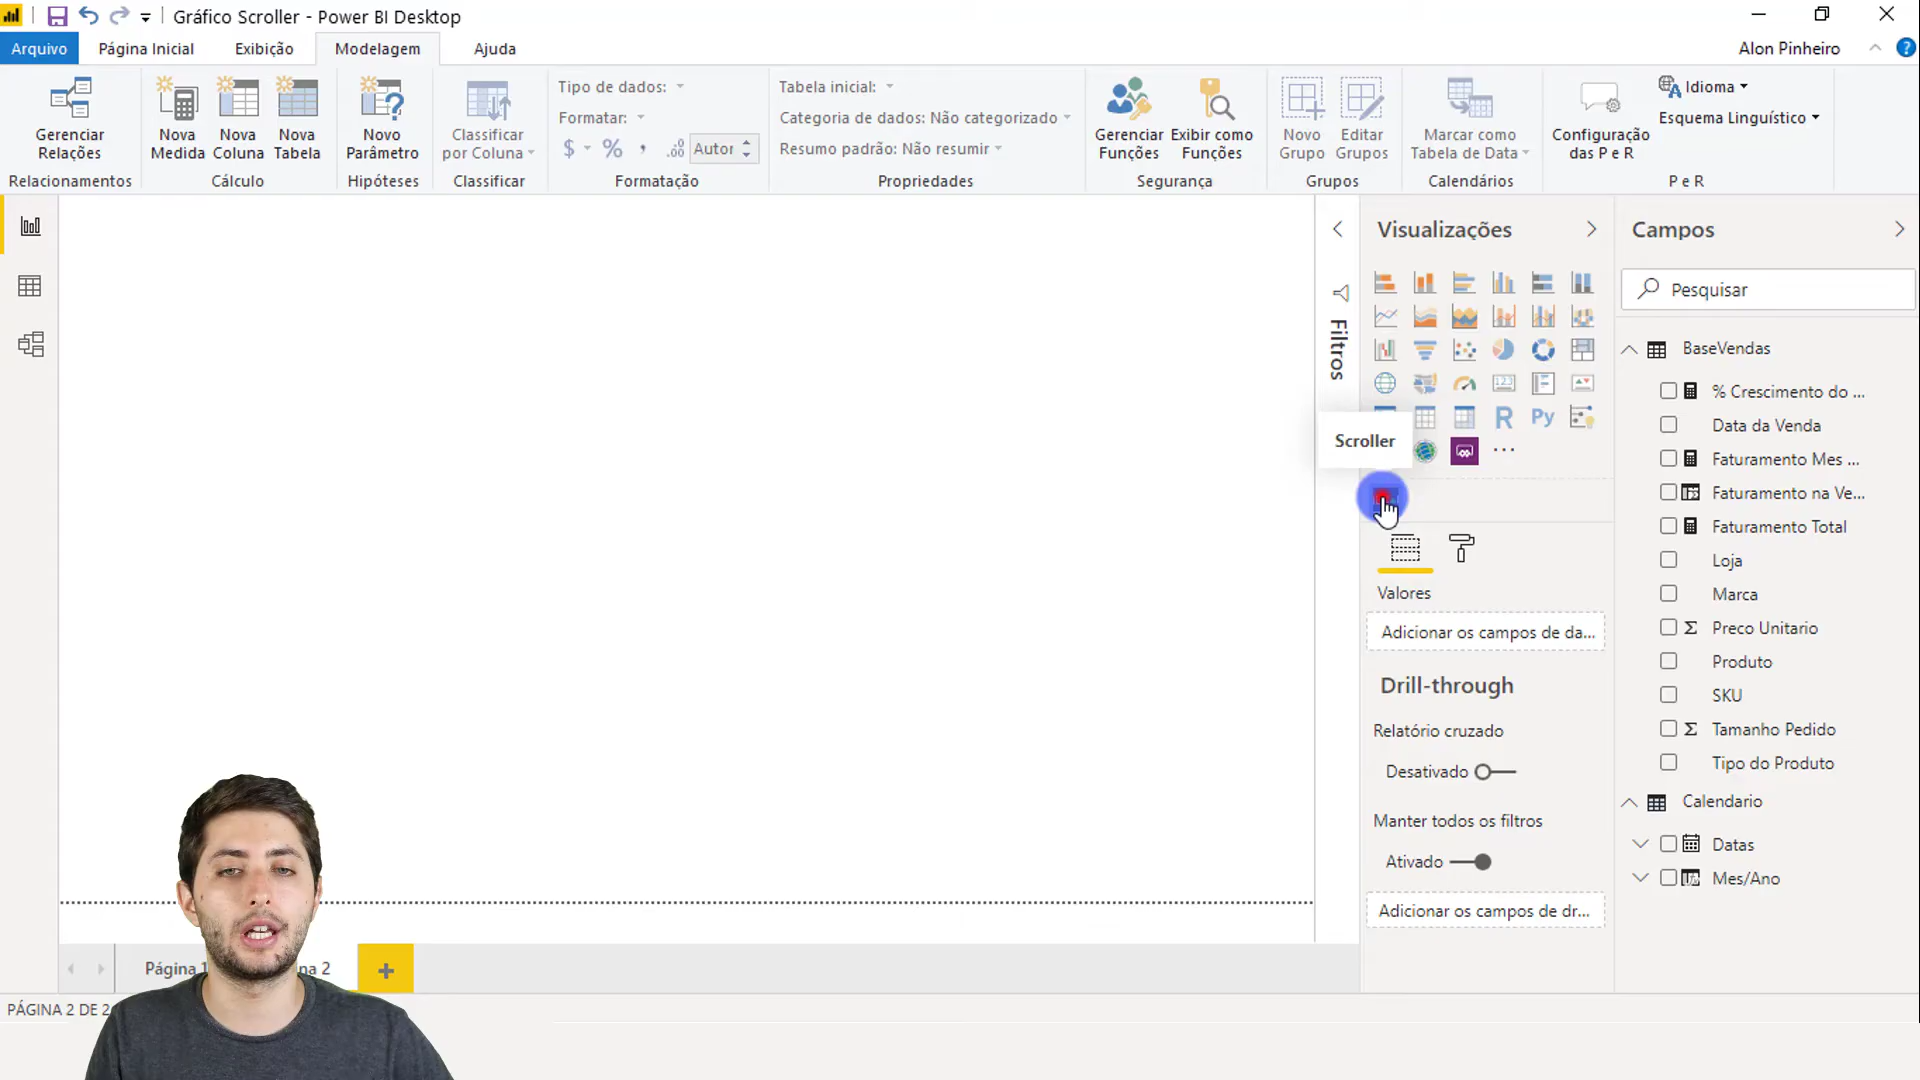 Gráfico Scroller - Power BI Desktop
Arquivo
Página Inicial
Exibição
Modelagem
Ajuda
Alon Pinheiro
Gerenciar
Relações
Relacionamentos
Nova
Medida
Nova
Coluna
Nova
Tabela
Cálculo
Novo
Parâmetro
Hipóteses
Classificar
por Coluna
Classificar
Tipo de dados:
Formatar:
$ % , .00
Autor
Formatação
Tabela inicial:
Categoria de dados: Não categorizado
Resumo padrão: Não resumir
Propriedades
Gerenciar
Funções
Exibir como
Funções
Segurança
Novo
Grupo
Editar
Grupos
Grupos
Marcar como
Tabela de Data
Calendários
Idioma
Esquema Linguístico
Configuração
das P e R
P e R
Filtros
Visualizações
123
R
Py
...
Scroller
Valores
Adicionar os campos de da...
Drill-through
Relatório cruzado
Desativado
Manter todos os filtros
Ativado
Adicionar os campos de dr...
Campos
Pesquisar
BaseVendas
% Crescimento do ...
Data da Venda
Faturamento Mes ...
Faturamento na Ve...
Faturamento Total
Loja
Marca
Σ Preco Unitario
Produto
SKU
Σ Tamanho Pedido
Tipo do Produto
Calendario
Datas
Mes/Ano
Página 1
na 2
+
PÁGINA 2 DE 2